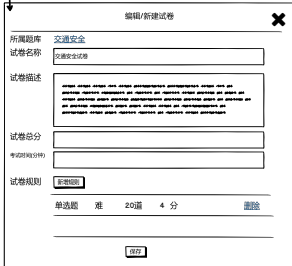 编辑/新建试卷
所属题库 交通安全
试卷名称 交通安全试卷
试卷描述
试卷总分
考试时间(分钟)
试卷规则 新增规则
单选题 难 20道 4 分 删除
保存